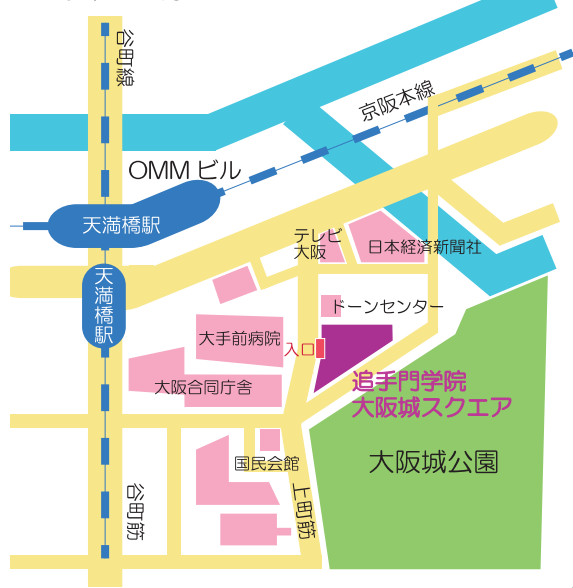 谷町線
京阪本線
OMMビル
天満橋駅
天満橋駅
テレビ
大阪
日本経済新聞社
ドーンセンター
大手前病院
入口
大阪合同庁舎
追手門学院
大阪城スクエア
大阪城公園
国民会館
谷町筋
上町筋